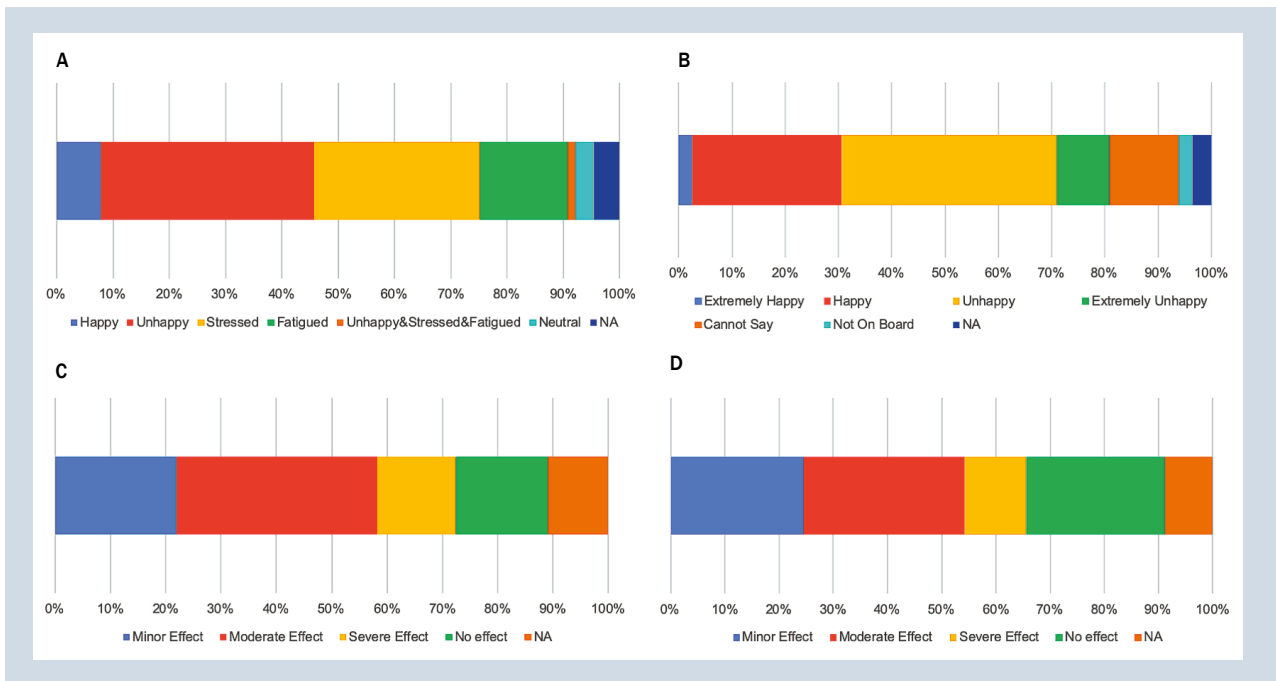 A
0% 10% 20% 30% 40% 50% 60% 70% 80% 90% 100%
Happy Unhappy Stressed Fatigued Unhappy&Stressed&Fatigued Neutral NA
B
0% 10% 20% 30% 40% 50% 60% 70% 80% 90% 100%
Extremely Happy Happy Unhappy Extremely Unhappy
Cannot Say Not On Board NA
C
0% 10% 20% 30% 40% 50% 60% 70% 80% 90% 100%
Minor Effect Moderate Effect Severe Effect No effect NA
D
0% 10% 20% 30% 40% 50% 60% 70% 80% 90% 100%
Minor Effect Moderate Effect Severe Effect No effect NA